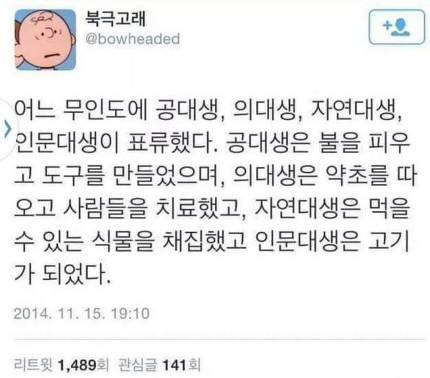 북극고래
@bowheaded
어느 무인도에 공대생, 의대생, 자연대생,
인문대생이 표류했다. 공대생은 불을 피우
고 도구를 만들었으며, 의대생은 약초를 따
오고 사람들을 치료했고, 자연대생은 먹을
수 있는 식물을 채집했고 인문대생은 고기
가 되었다.
2014. 11. 15. 19:10
리트윗 1,489회 관심글 141회